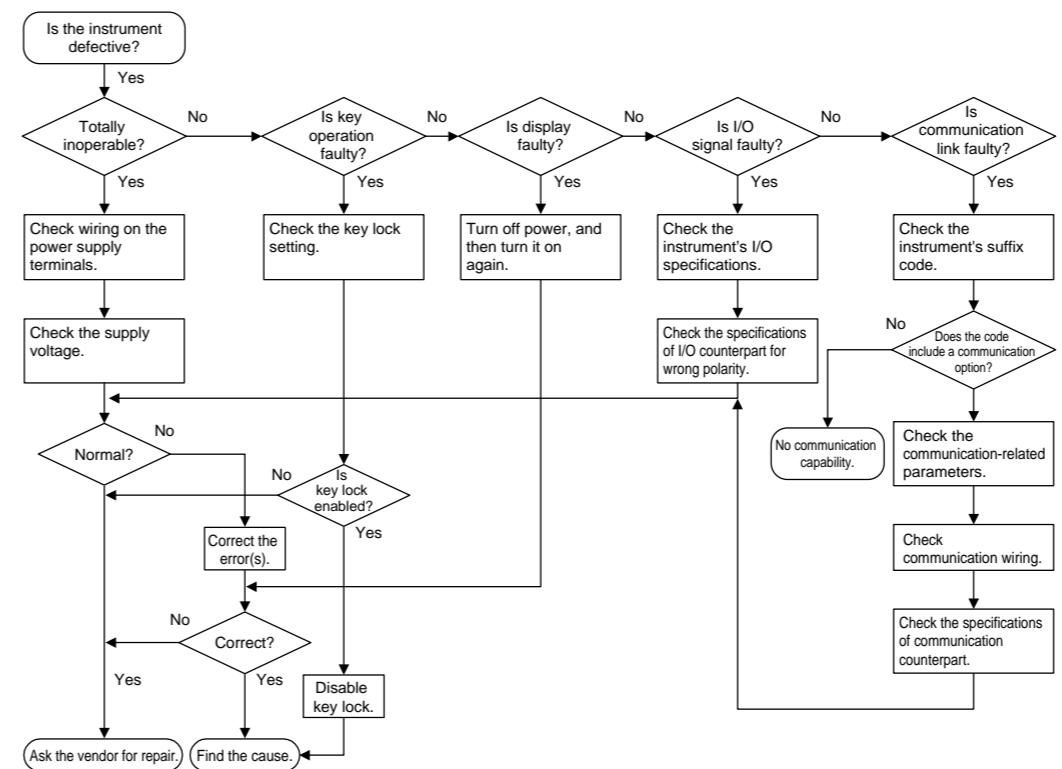 Is the instrument
defective?
Yes
Totally
inoperable?
No
Is key
operation
faulty?
No
Is display
faulty?
No
Is I/O
signal faulty?
No
Is
communication
link faulty?
Yes
Yes
Yes
Yes
Yes
Check wiring on the
power supply
terminals.
Check the key lock
setting.
Turn off power, and
then turn it on
again.
Check the
instrument's I/O
specifications.
Check the
instrument's suffix
code.
Check the supply
voltage.
Check the specifications
of I/O counterpart for
wrong polarity.
No
Does the code
include a communication
option?
No communication
capability.
Check the
communication-related
parameters.
Normal?
No
No
Is
key lock
enabled?
Yes
Correct the
error(s).
Check
communication wiring.
No
Correct?
Check the specifications
of communication
counterpart.
Yes
Yes
Disable
key lock.
Ask the vendor for repair.
Find the cause.